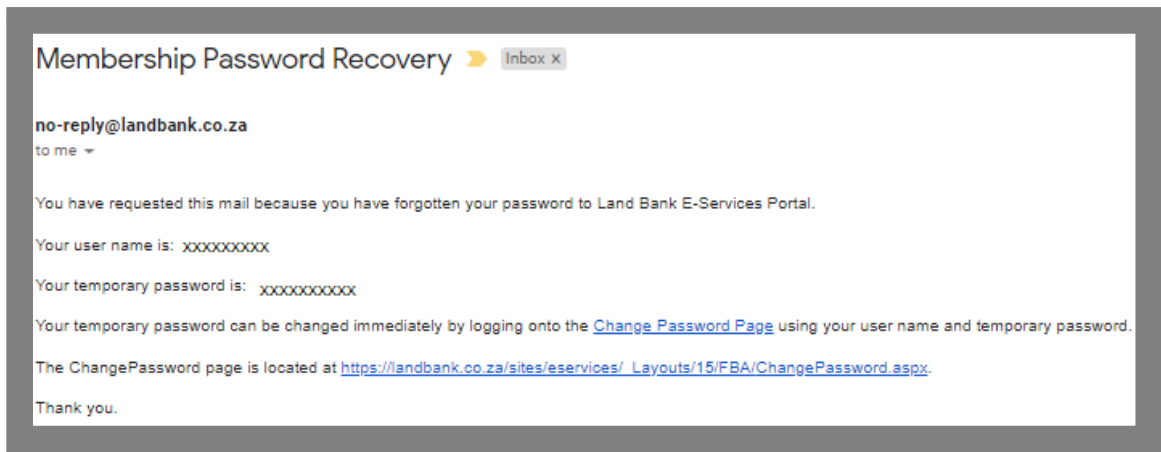 Membership Password Recovery Inbox x
no-reply@landbank.co.za
to me
You have requested this mail because you have forgotten your password to Land Bank E-Services Portal.
Your user name is: xxxxxxxxx
Your temporary password is: xxxxxxxxxx
Your temporary password can be changed immediately by logging onto the Change Password Page using your user name and temporary password.
The ChangePassword page is located at https://landbank.co.za/sites/eservices/_Layouts/15/FBA/ChangePassword.aspx.
Thank you.